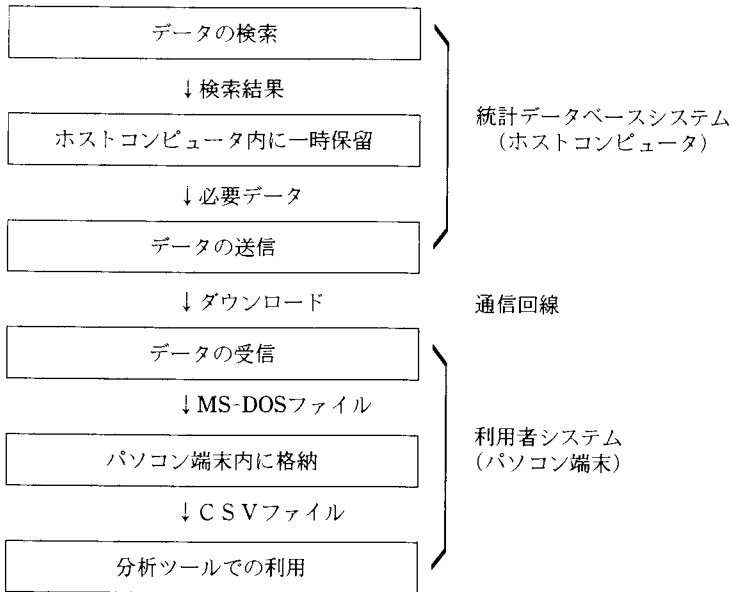 データの検索
↓検索結果
ホストコンピュータ内に一時保留
↓必要データ
データの送信
統計データベースシステム
(ホストコンピュータ)
↓ダウンロード
通信回線
データの受信
↓MS-DOSファイル
パソコン端末内に格納
↓CSVファイル
分析ツールでの利用
利用者システム
(パソコン端末)